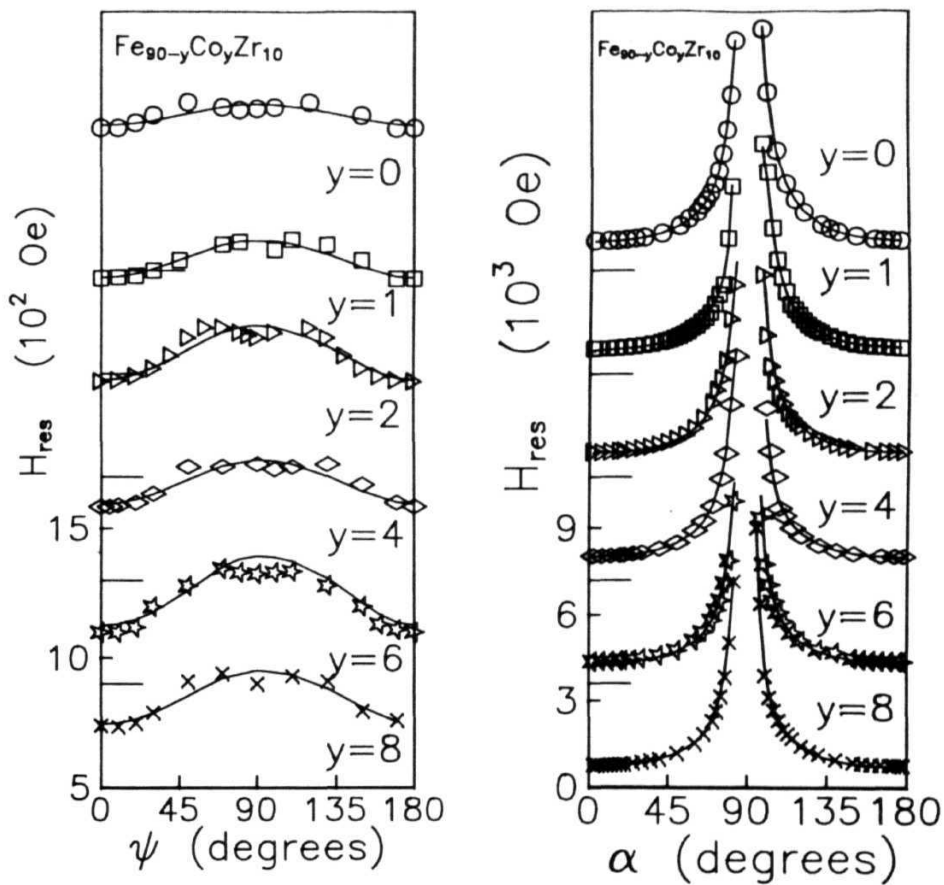 Fe90-yCoyZr10
y=0
y=1
y=2
y=4
y=6
y=8
Hres (10² Oe)
15
10
5
0 45 90 135 180
ψ (degrees)
Fe90-yCoyZr10
y=0
y=1
y=2
y=4
y=6
y=8
Hres (10³ Oe)
9
6
3
0
0 45 90 135 180
α (degrees)